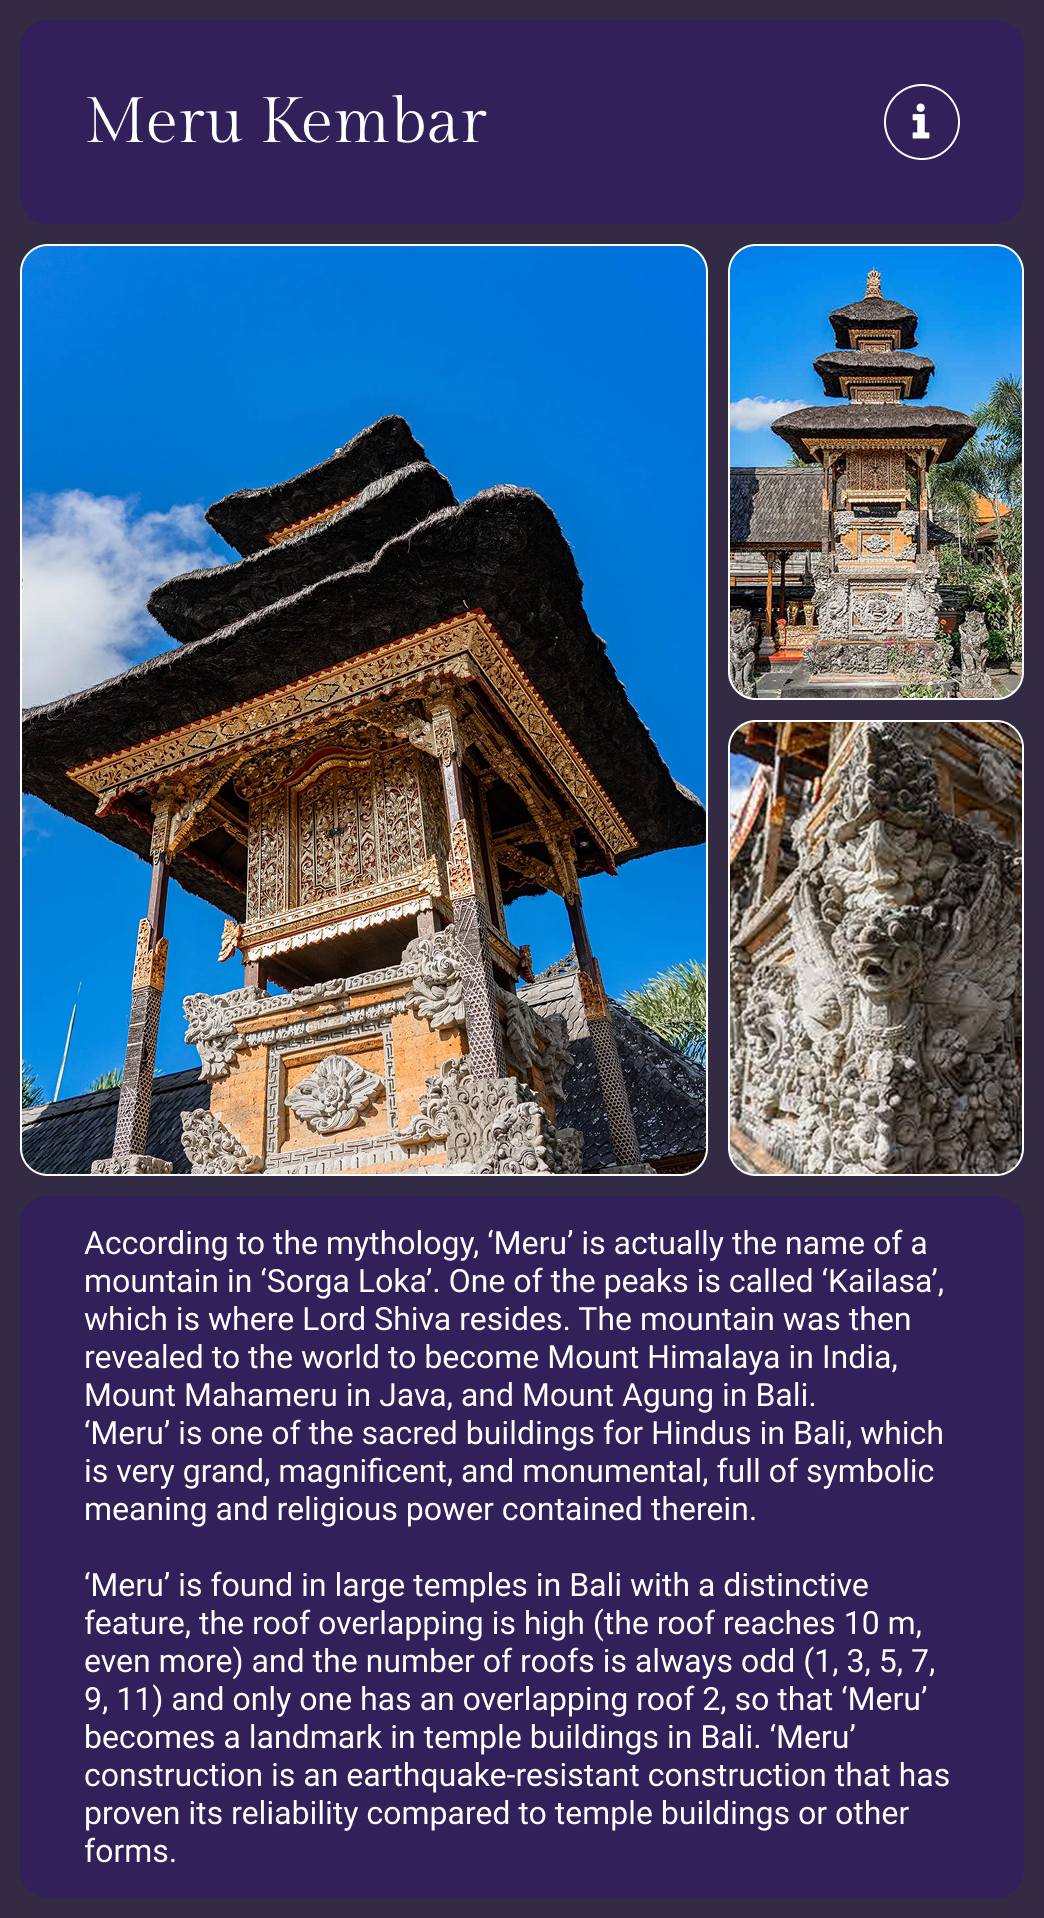 Meru Kembar
According to the mythology, ‘Meru’ is actually the name of a
mountain in ‘Sorga Loka’. One of the peaks is called ‘Kailasa’,
which is where Lord Shiva resides. The mountain was then
revealed to the world to become Mount Himalaya in India,
Mount Mahameru in Java, and Mount Agung in Bali.
‘Meru’ is one of the sacred buildings for Hindus in Bali, which
is very grand, magnificent, and monumental, full of symbolic
meaning and religious power contained therein.
‘Meru’ is found in large temples in Bali with a distinctive
feature, the roof overlapping is high (the roof reaches 10 m,
even more) and the number of roofs is always odd (1, 3, 5, 7,
9, 11) and only one has an overlapping roof 2, so that ‘Meru’
becomes a landmark in temple buildings in Bali. ‘Meru’
construction is an earthquake-resistant construction that has
proven its reliability compared to temple buildings or other
forms.